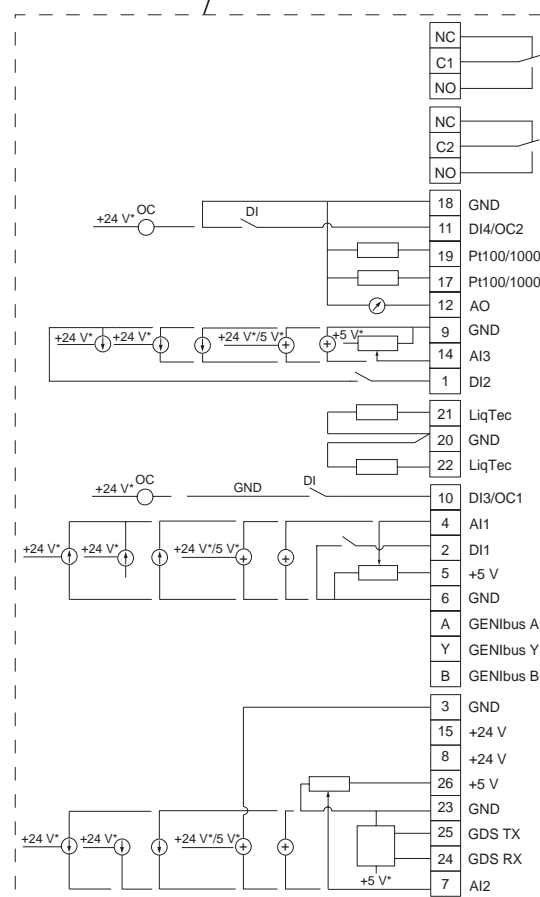 NC
C1
NO
NC
C2
NO
18 GND
+24 V* OC DI 11 DI4/OC2
19 Pt100/1000
17 Pt100/1000
12 AO
9 GND
+24 V* +24 V* +24 V*/5 V* +5 V*
14 AI3
1 DI2
21 LiqTec
20 GND
22 LiqTec
+24 V* OC GND DI 10 DI3/OC1
4 AI1
+24 V* +24 V* +24 V*/5 V* 2 DI1
5 +5 V
6 GND
A GENIbus A
Y GENIbus Y
B GENIbus B
3 GND
15 +24 V
8 +24 V
26 +5 V
23 GND
25 GDS TX
+24 V* +24 V* +24 V*/5 V*
24 GDS RX
+5 V* 7 AI2